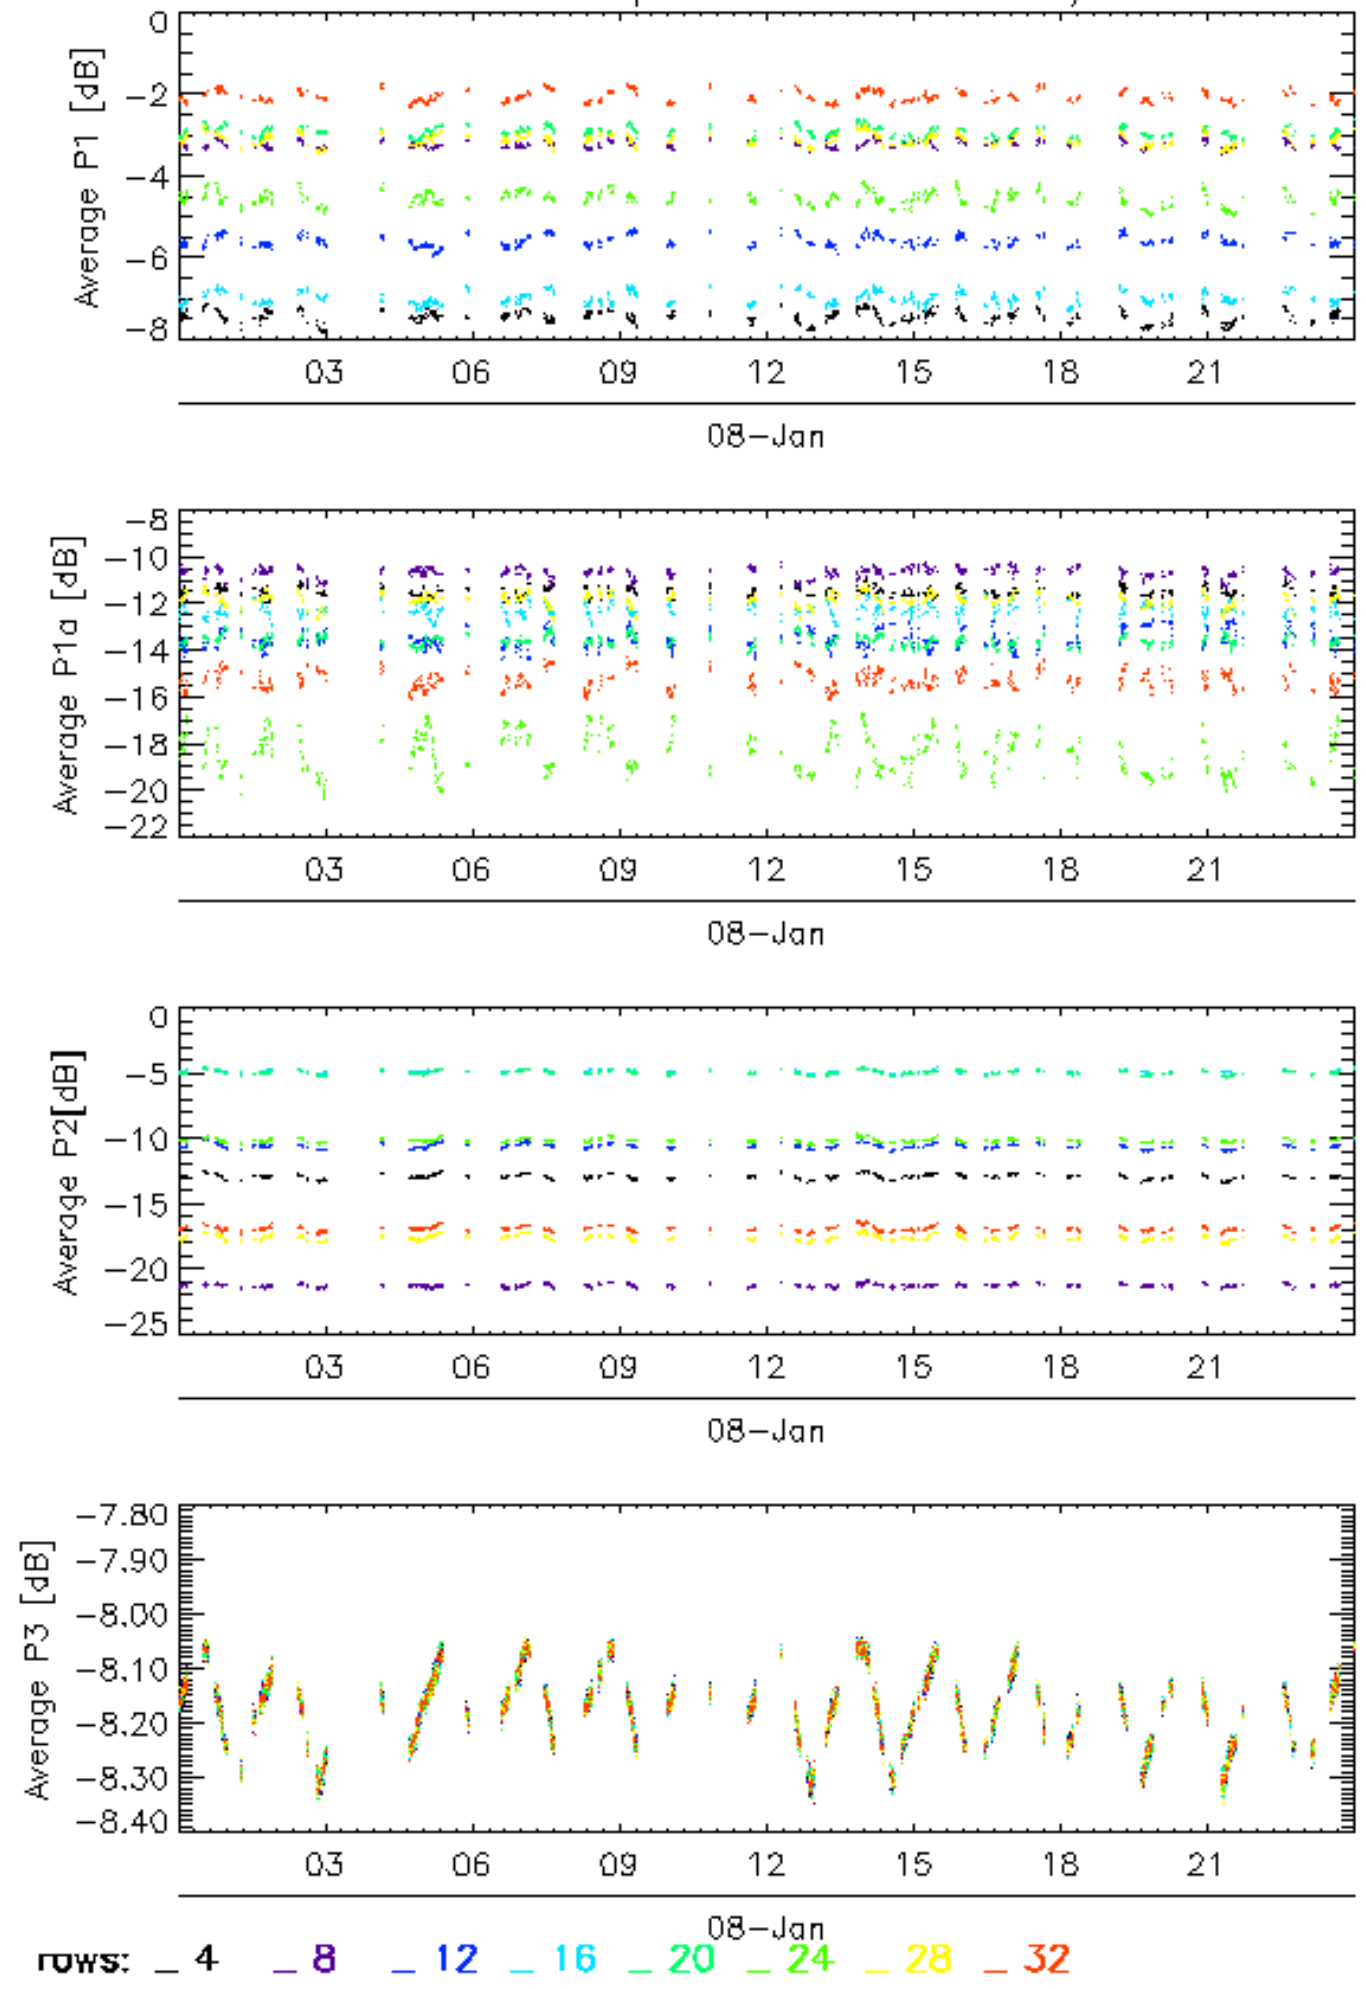 Average P1 [dB]
0
−2
−4
−6
−8
03 06 09 12 15 18 21
08−Jan
Average P1a [dB]
−8
−10
−12
−14
−16
−18
−20
−22
03 06 09 12 15 18 21
08−Jan
Average P2[dB]
0
−5
−10
−15
−20
−25
03 06 09 12 15 18 21
08−Jan
Average P3 [dB]
−7.80
−7.90
−8.00
−8.10
−8.20
−8.30
−8.40
03 06 09 12 15 18 21
08−Jan
rows: _ 4 _ 8 _ 12 _ 16 _ 20 _ 24 _ 28 _ 32